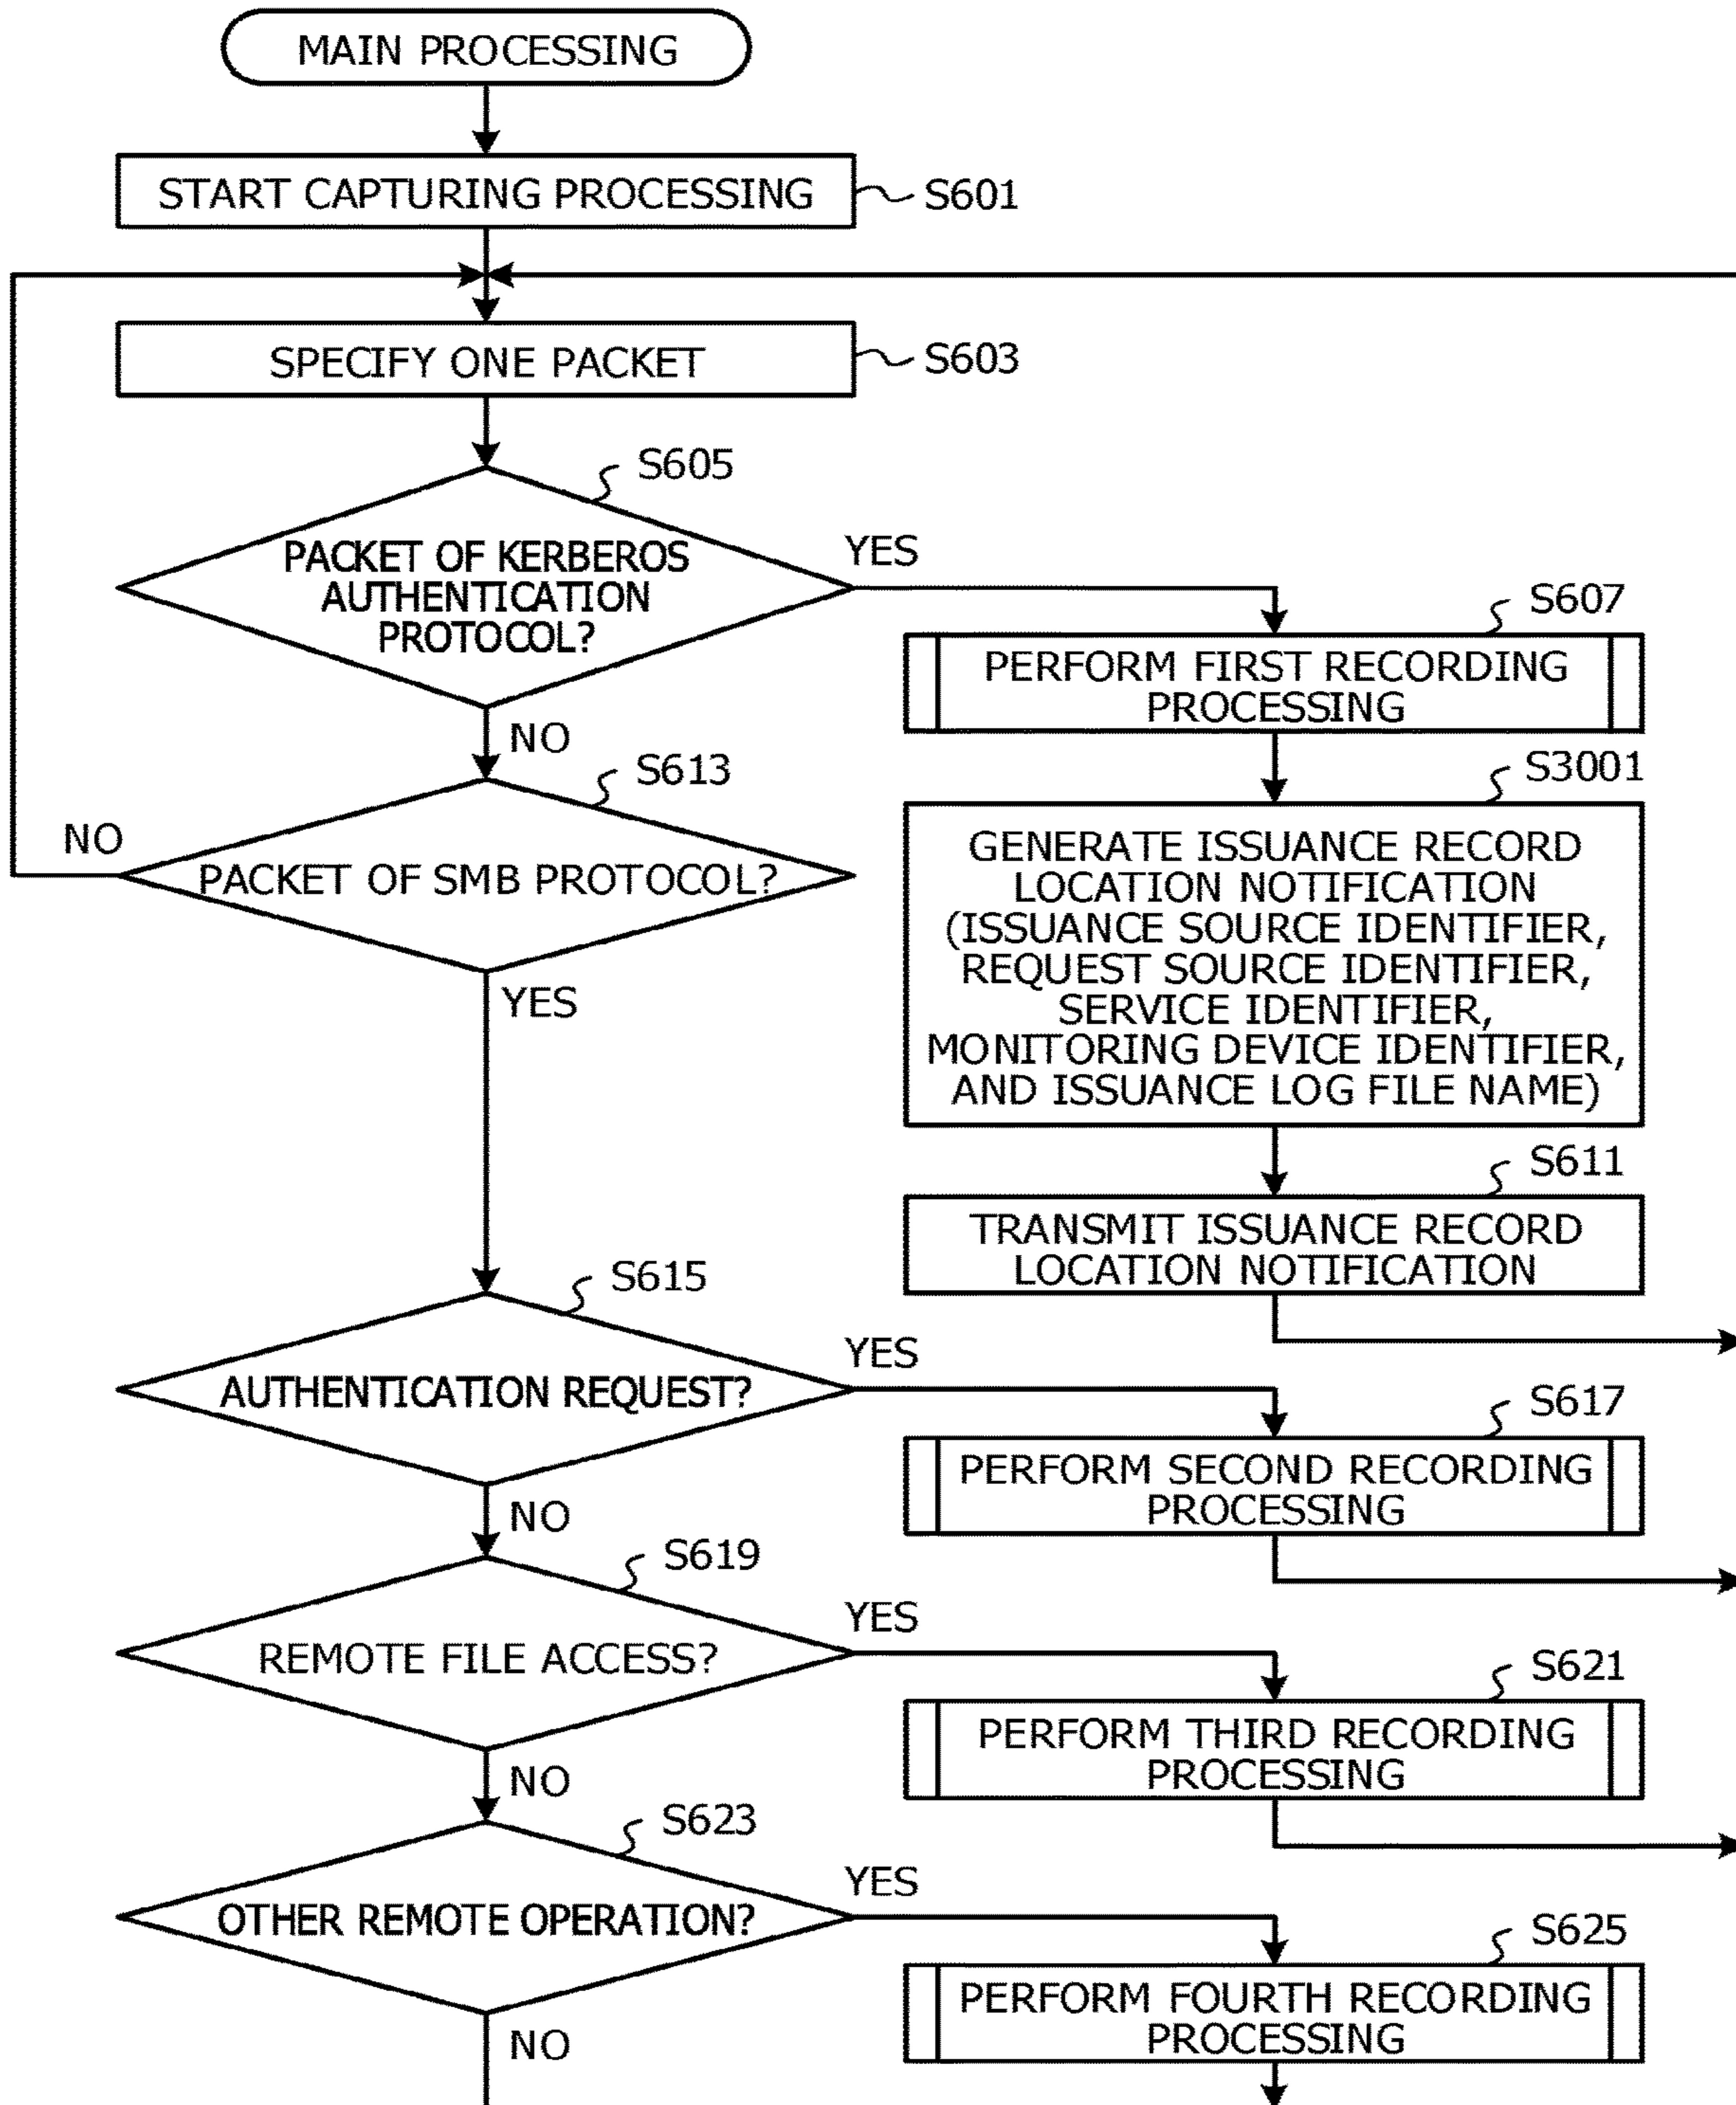 MAIN PROCESSING
START CAPTURING PROCESSING
S601
SPECIFY ONE PACKET
S603
S605
PACKET OF KERBEROS
AUTHENTICATION
PROTOCOL?
YES
NO
S607
PERFORM FIRST RECORDING
PROCESSING
S613
PACKET OF SMB PROTOCOL?
NO
YES
S3001
GENERATE ISSUANCE RECORD
LOCATION NOTIFICATION
(ISSUANCE SOURCE IDENTIFIER,
REQUEST SOURCE IDENTIFIER,
SERVICE IDENTIFIER,
MONITORING DEVICE IDENTIFIER,
AND ISSUANCE LOG FILE NAME)
S611
TRANSMIT ISSUANCE RECORD
LOCATION NOTIFICATION
S615
AUTHENTICATION REQUEST?
YES
NO
S617
PERFORM SECOND RECORDING
PROCESSING
S619
REMOTE FILE ACCESS?
YES
NO
S621
PERFORM THIRD RECORDING
PROCESSING
S623
OTHER REMOTE OPERATION?
YES
NO
S625
PERFORM FOURTH RECORDING
PROCESSING